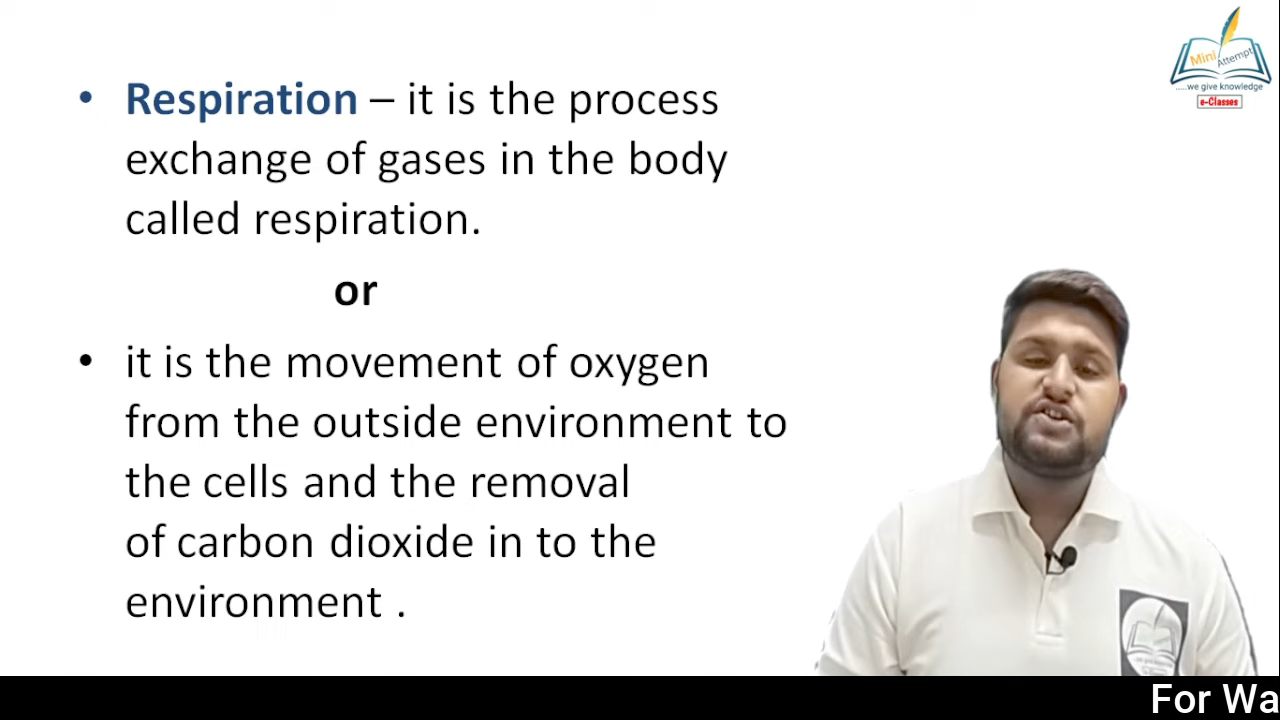 Mini
Attempt
.....we give knowledge
e-Classes
• Respiration – it is the process
exchange of gases in the body
called respiration.
or
• it is the movement of oxygen
from the outside environment to
the cells and the removal
of carbon dioxide in to the
environment .
For Wa